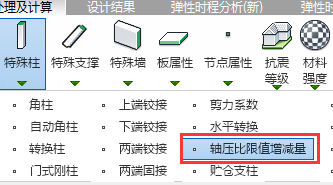 处理及计算 设计结果 弹性时程分析(新) 弹性时
特殊柱 特殊支撑 特殊墙 板属性 节点属性 抗震等级 材料强度
角柱 上端铰接 剪力系数
自动角柱 下端铰接 水平转换
转换柱 两端铰接 轴压比限值增减量
门式刚柱 两端固接 贮仓支柱